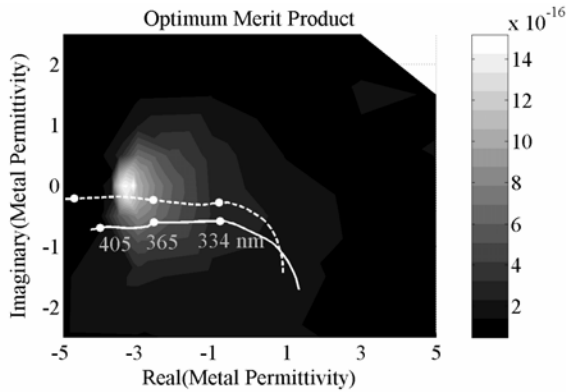 Optimum Merit Product
x 10-16
Imaginary(Metal Permittivity)
2
1
0
-1
-2
405 365 334 nm
-5 -3 -1 1 3 5
Real(Metal Permittivity)
14
12
10
8
6
4
2